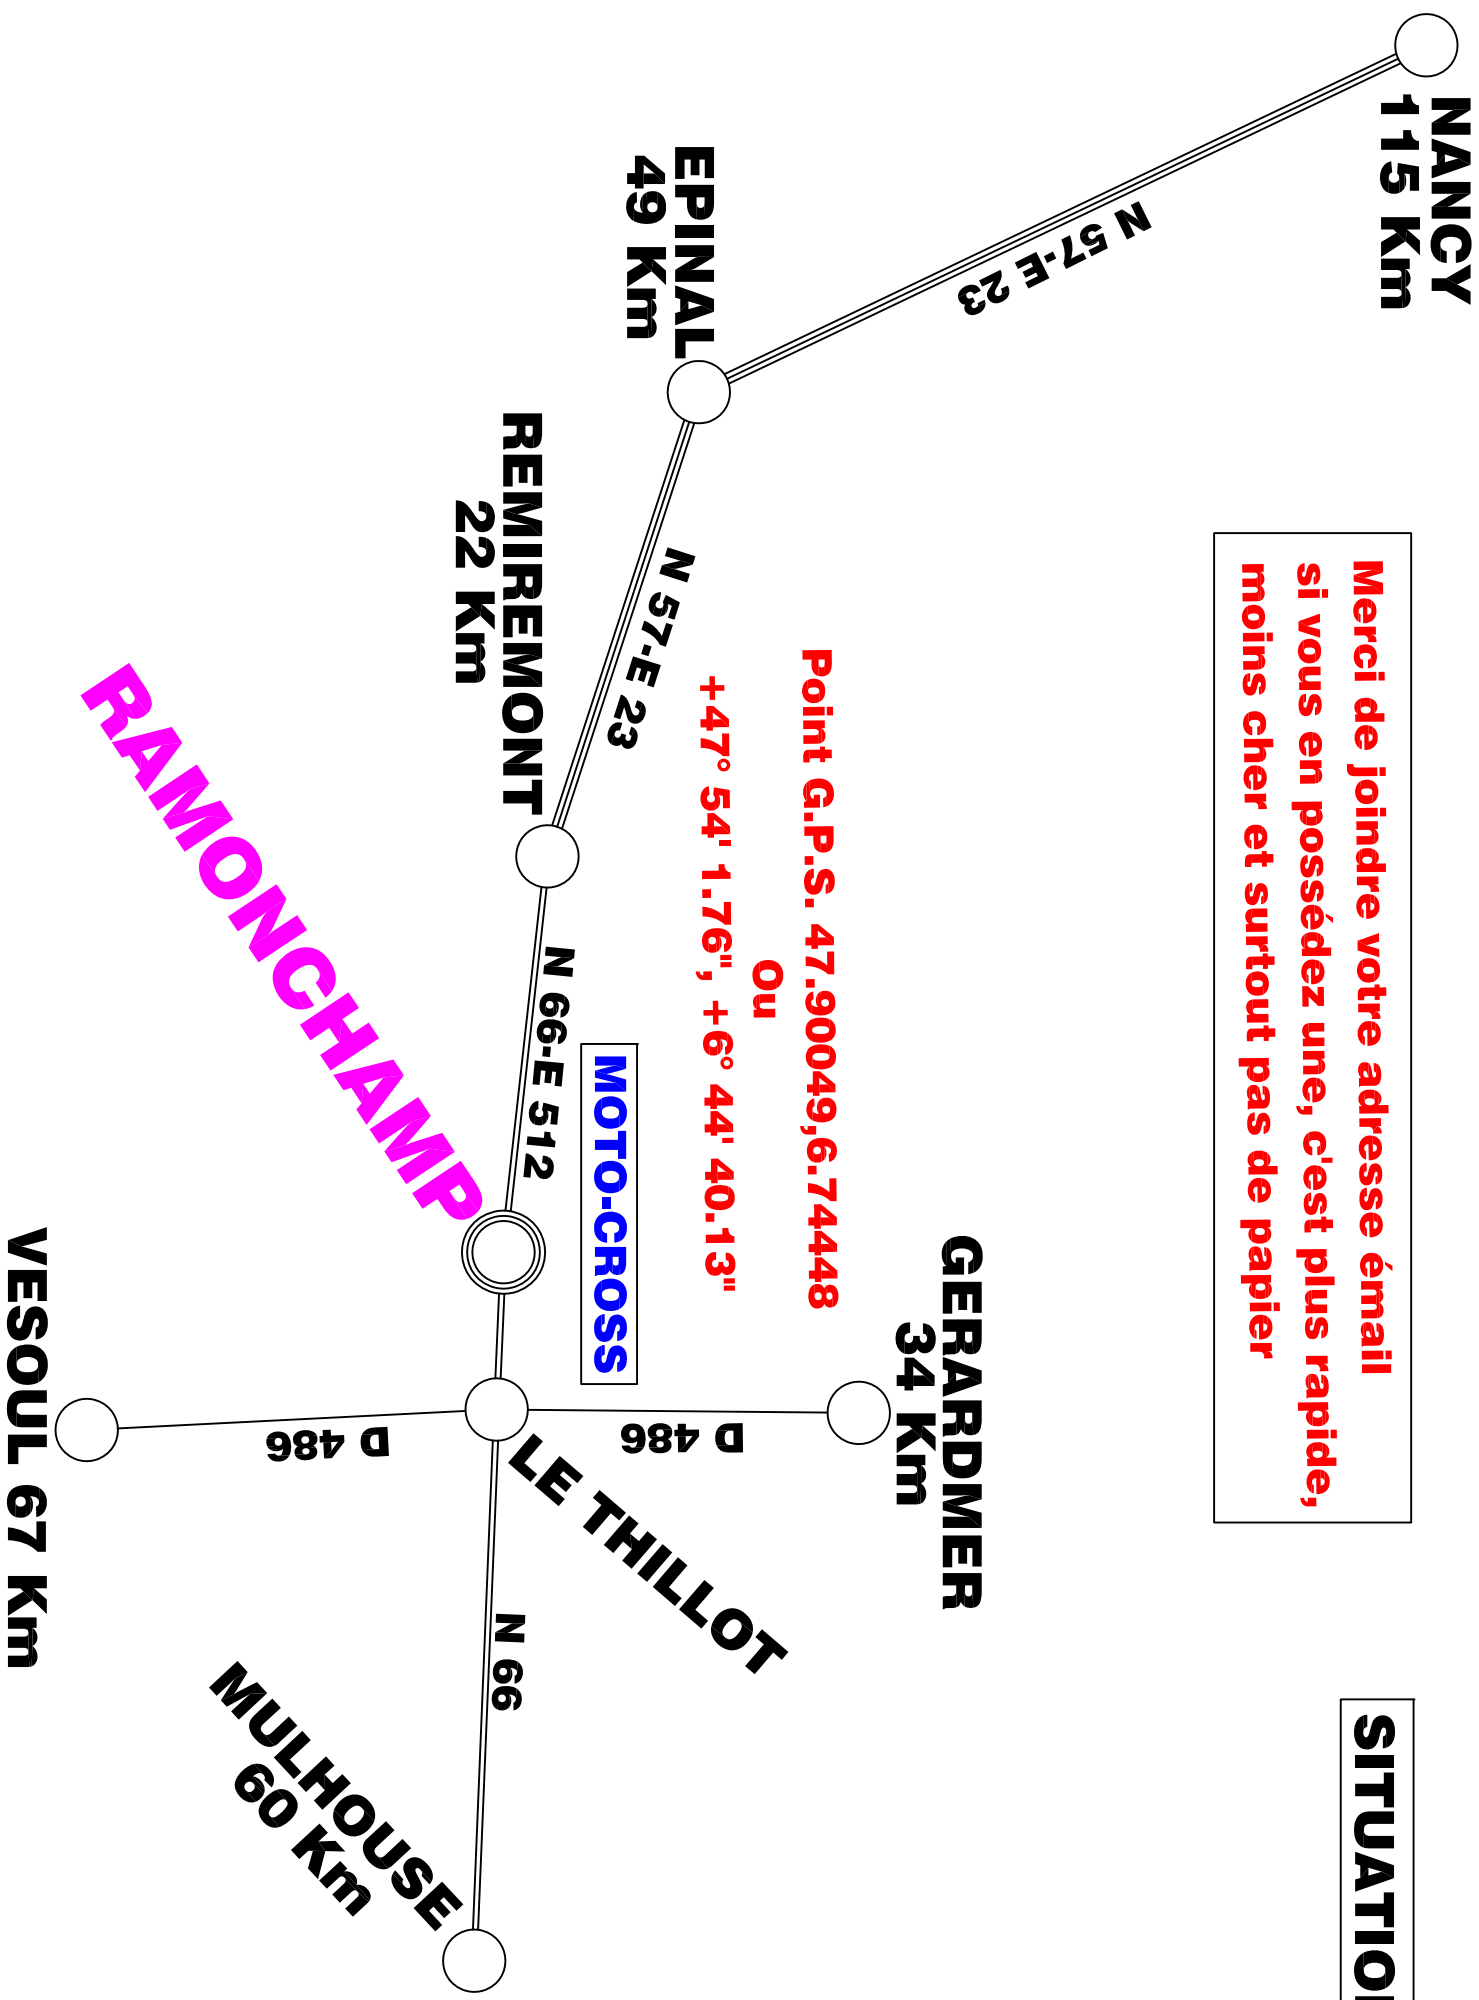 NANCY
115 Km
Merci de joindre votre adresse émail
si vous en possédez une, c'est plus rapide,
moins cher et surtout pas de papier
SITUATIO
N 57-E 23
EPINAL
49 Km
Point G.P.S. 47.90049,6.74448
Ou
+47° 54' 1.76", +6° 44' 40.13"
GERARDMER
34 Km
N 57-E 23
REMIREMONT
22 Km
MOTO-CROSS
N 66-E 512
D 486
LE THILLOT
RAMONCHAMP
N 66
D 486
MULHOUSE
60 Km
VESOUL 67 Km